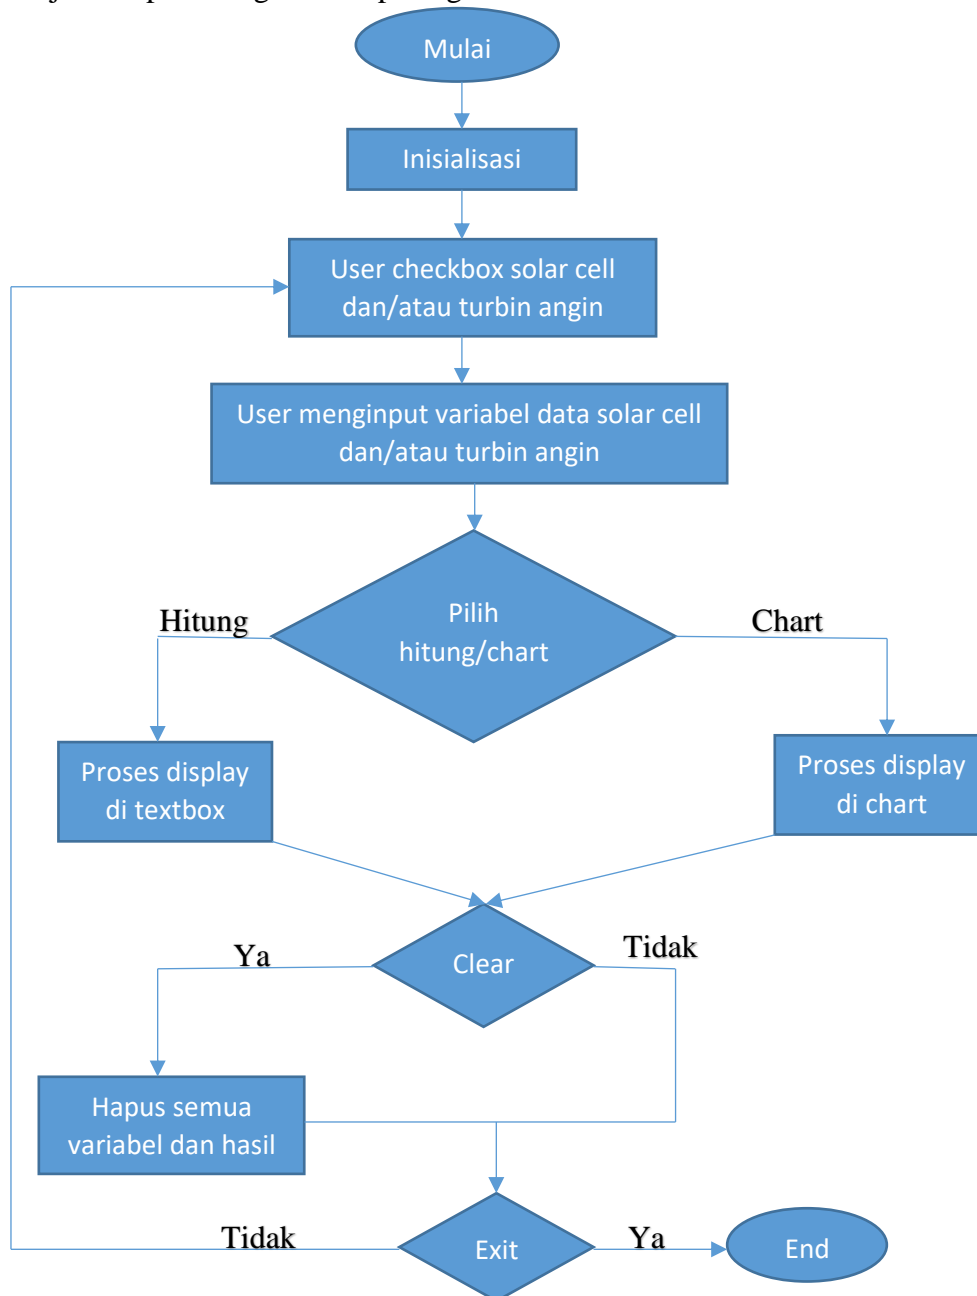 Mulai
Inisialisasi
User checkbox solar cell
dan/atau turbin angin
User menginput variabel data solar cell
dan/atau turbin angin
Pilih
hitung/chart
Hitung
Chart
Proses display
di textbox
Proses display
di chart
Clear
Ya
Tidak
Hapus semua
variabel dan hasil
Exit
Tidak
Ya
End